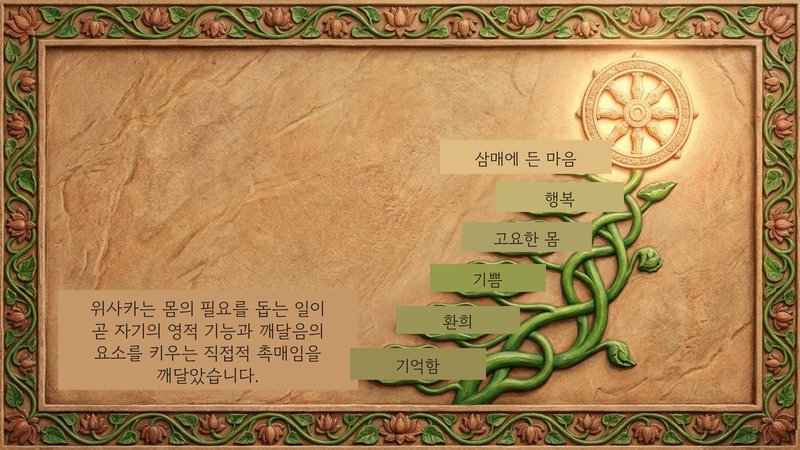 삼매에 든 마음
행복
고요한 몸
기쁨
환희
기억함
위사카는 몸의 필요를 돕는 일이
곧 자기의 영적 기능과 깨달음의
요소를 키우는 직접적 촉매임을
깨달았습니다.